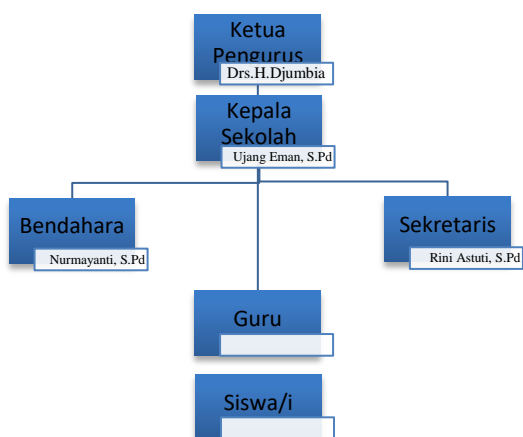 Ketua
Pengurus
Drs.H.Djumbia
Kepala
Sekolah
Ujang Eman, S.Pd
Bendahara
Nurmayanti, S.Pd
Sekretaris
Rini Astuti, S.Pd
Guru
Siswa/i